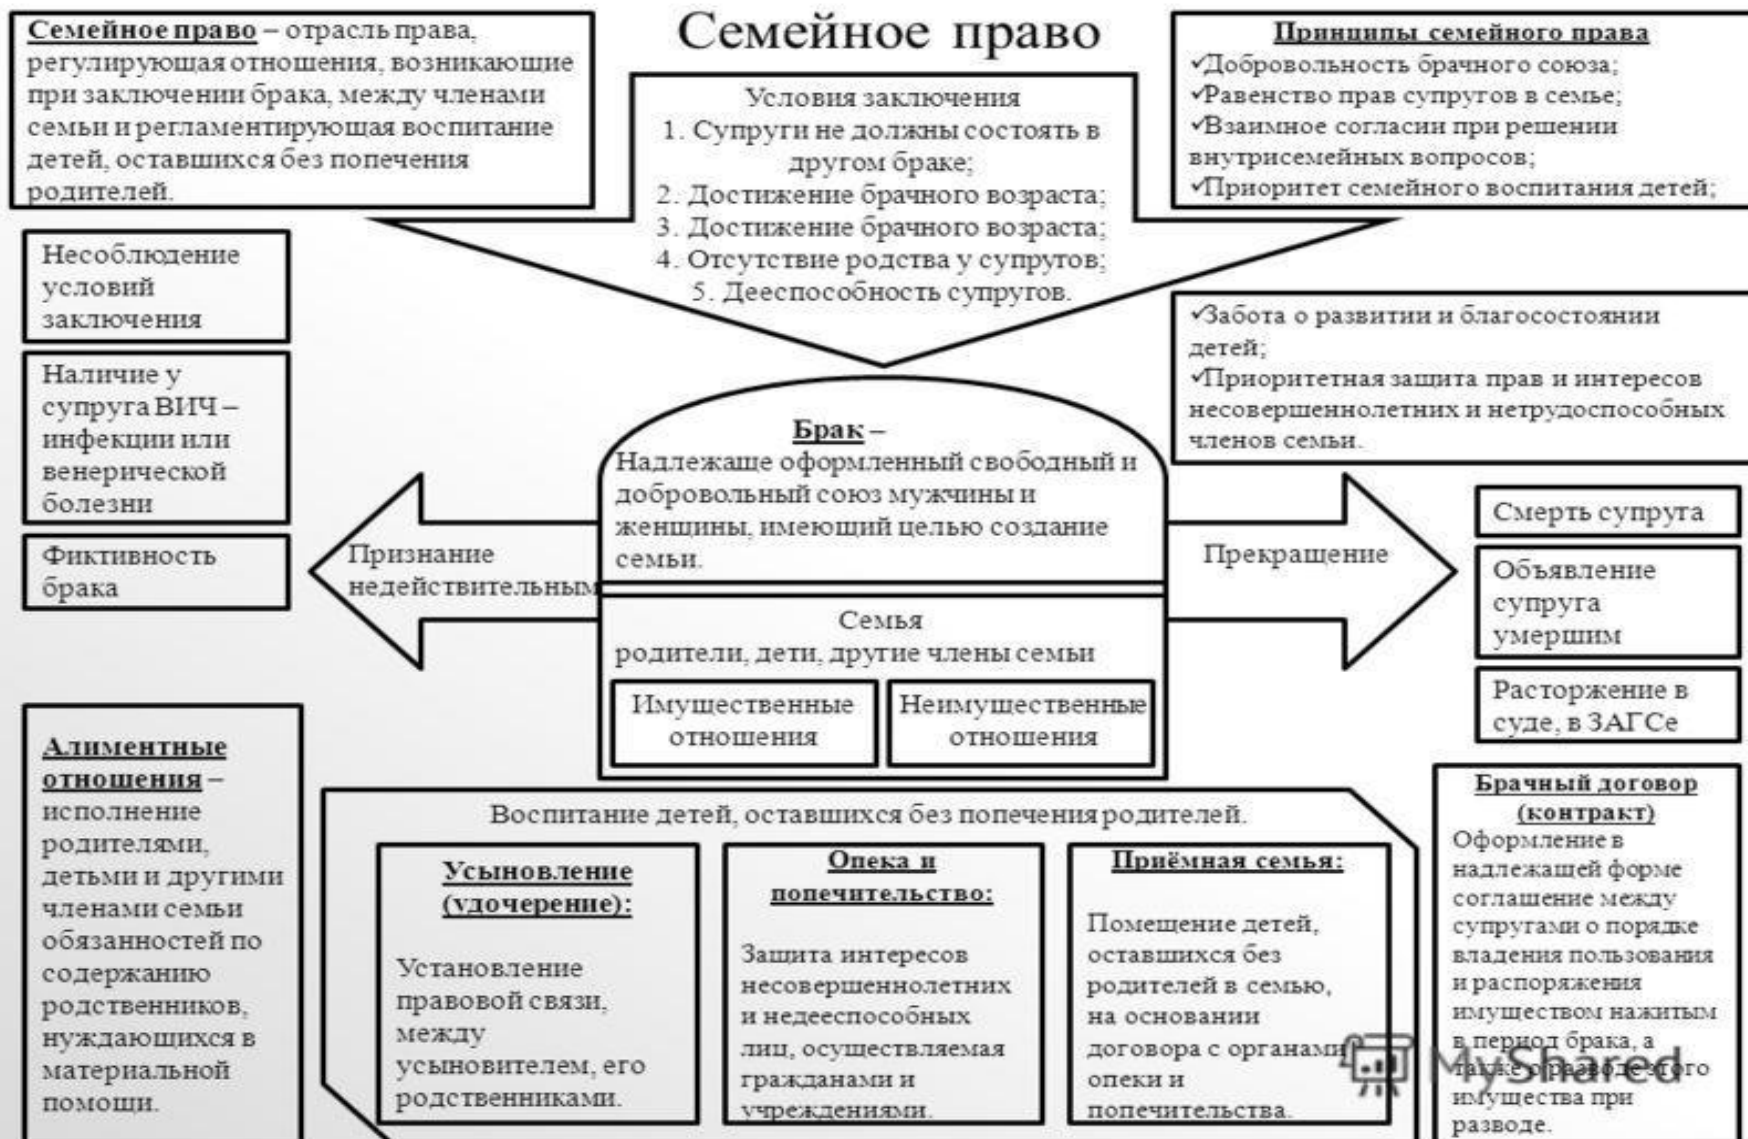 Семейное право
Семейное право – отрасль права,
регулирующая отношения, возникающие
при заключении брака, между членами
семьи и регламентирующая воспитание
детей, оставшихся без попечения
родителей.
Условия заключения
1. Супруги не должны состоять в
другом браке;
2. Достижение брачного возраста;
3. Достижение брачного возраста;
4. Отсутствие родства у супругов;
5. Дееспособность супругов.
Принципы семейного права
✓Добровольность брачного союза;
✓Равенство прав супругов в семье;
✓Взаимное согласии при решении
внутрисемейных вопросов;
✓Приоритет семейного воспитания детей;
✓Забота о развитии и благосостоянии
детей;
✓Приоритетная защита прав и интересов
несовершеннолетних и нетрудоспособных
членов семьи.
Несоблюдение
условий
заключения
Наличие у
супруга ВИЧ –
инфекции или
венерической
болезни
Фиктивность
брака
Признание
недействительным
Брак –
Надлежаще оформленный свободный и
добровольный союз мужчины и
женщины, имеющий целью создание
семьи.
Семья
родители, дети, другие члены семьи
Имущественные
отношения
Неимущественные
отношения
Прекращение
Смерть супруга
Объявление
супруга
умершим
Расторжение в
суде, в ЗАГСе
Алиментные
отношения –
исполнение
родителями,
детьми и другими
членами семьи
обязанностей по
содержанию
родственников,
нуждающихся в
материальной
помощи.
Воспитание детей, оставшихся без попечения родителей.
Усыновление
(удочерение):
Установление
правовой связи,
между
усыновителем, его
родственниками.
Опека и
попечительство:
Защита интересов
несовершеннолетних
и недееспособных
лиц, осуществляемая
гражданами и
учреждениями.
Приёмная семья:
Помещение детей,
оставшихся без
родителей в семью,
на основании
договора с органами
опеки и
попечительства.
Брачный договор
(контракт)
Оформление в
надлежащей форме
соглашение между
супругами о порядке
владения пользования
и распоряжения
имуществом нажитым
в период брака, а
также о разводе этого
имущества при
разводе.
MyShared